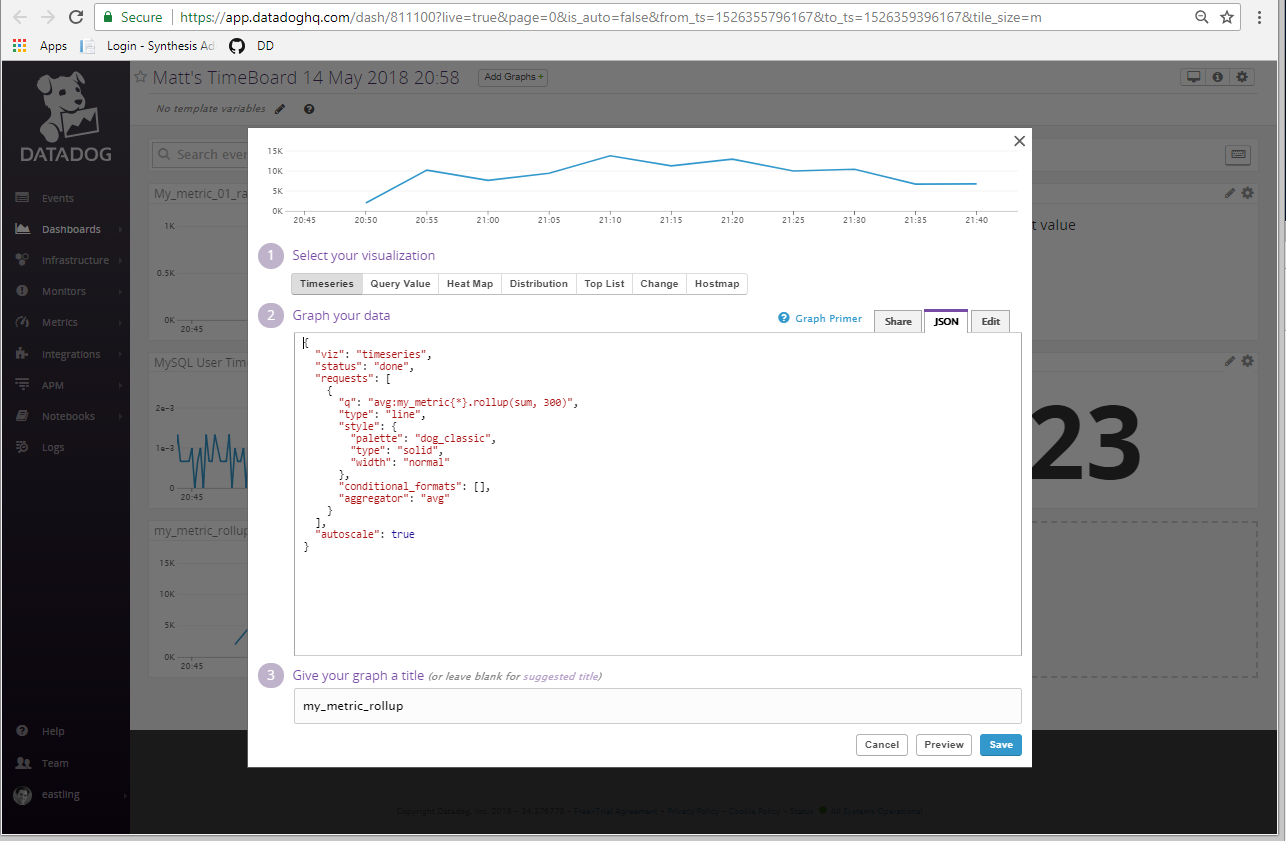 Secure
https://app.datadoghq.com/dash/811100?live=true&page=0&is_auto=false&from_ts=1526355796167&to_ts=1526359396167&tile_size=m
Apps
Login - Synthesis Ad
DD
DATADOG
Events
Dashboards
Infrastructure
Monitors
Metrics
Integrations
APM
Notebooks
Logs
Help
Team
eastling
Matt's TimeBoard 14 May 2018 20:58
Add Graphs +
No template variables
Search ever
My_metric_01_ra
1K
0.5K
0K
20:45
t value
MySQL User Tim
2e-3
1e-3
0
20:45
23
my_metric_rollup
15K
10K
5K
0K
20:45
15K
10K
5K
0K
20:45 20:50 20:55 21:00 21:05 21:10 21:15 21:20 21:25 21:30 21:35 21:40
1 Select your visualization
Timeseries Query Value Heat Map Distribution Top List Change Hostmap
2 Graph your data
Graph Primer
Share JSON Edit
{
"viz": "timeseries",
"status": "done",
"requests": [
{
"q": "avg:my_metric{*}.rollup(sum, 300)",
"type": "line",
"style": {
"palette": "dog_classic",
"type": "solid",
"width": "normal"
},
"conditional_formats": [],
"aggregator": "avg"
}
],
"autoscale": true
}
3 Give your graph a title (or leave blank for suggested title)
my_metric_rollup
Cancel Preview Save
Copyright Datadog, Inc. 2018 - Free-Trial Agreement - Privacy Policy - Cookie Policy - Status All Systems Operational